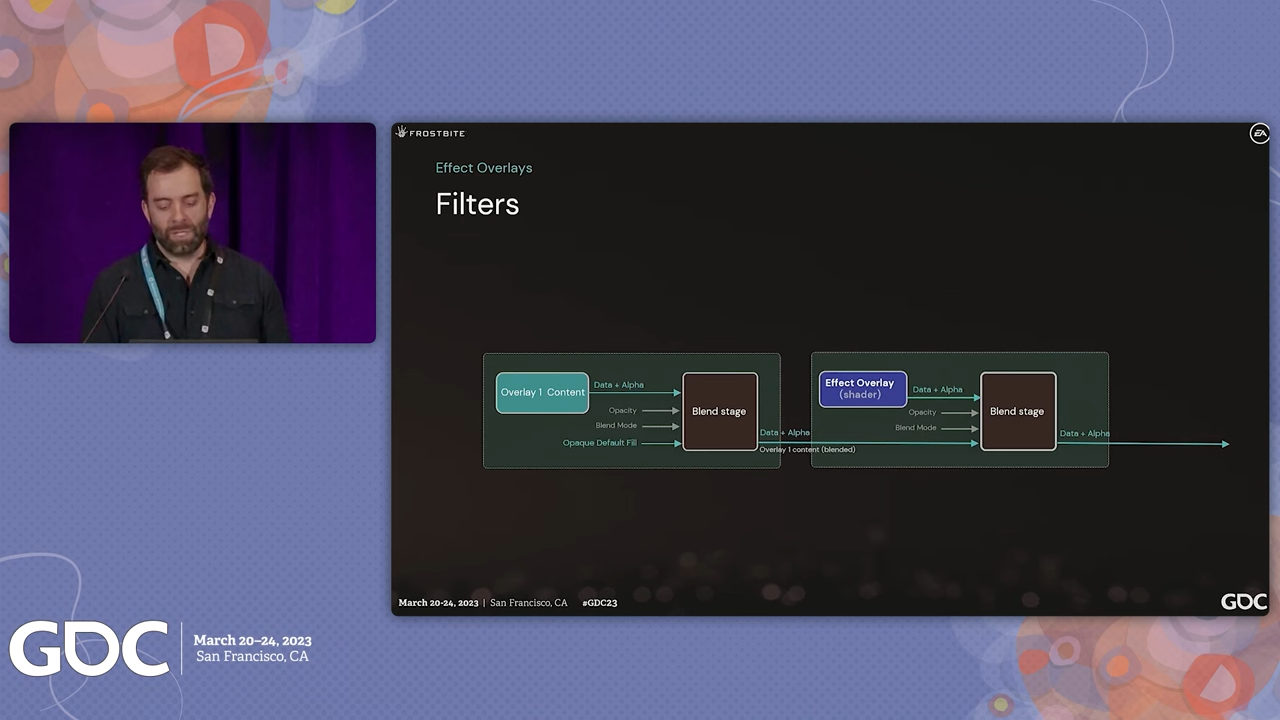 FROSTBITE
EA
Effect Overlays
Filters
Overlay 1 Content
Data + Alpha
Opacity
Blend Mode
Opaque Default Fill
Blend stage
Data + Alpha
Overlay 1 content (blended)
Effect Overlay
(shader)
Data + Alpha
Opacity
Blend Mode
Blend stage
Data + Alpha
March 20-24, 2023 | San Francisco, CA #GDC23
GDC
GDC
March 20–24, 2023
San Francisco, CA